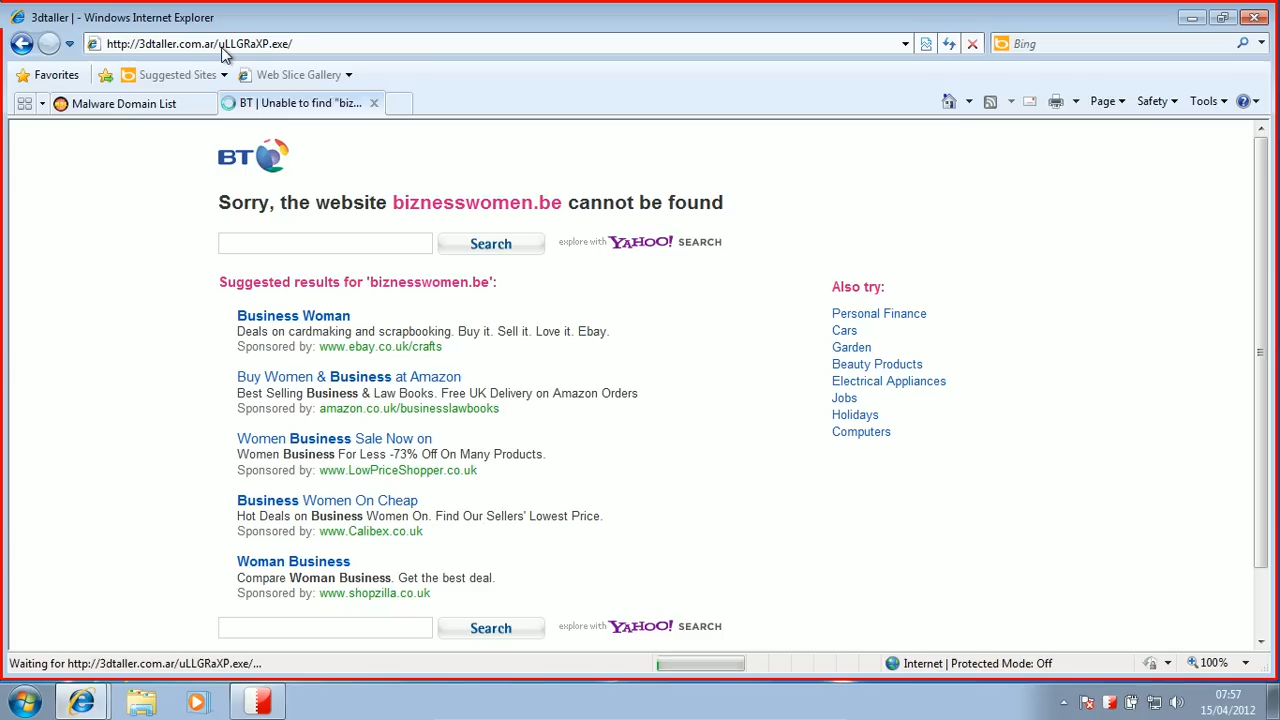 3dtaller | - Windows Internet Explorer
http://3dtaller.com.ar/uLLGRaXP.exe/
Bing
Favorites
Suggested Sites
Web Slice Gallery
Malware Domain List
BT | Unable to find "biz...
Page
Safety
Tools
BT
Sorry, the website biznesswomen.be cannot be found
Search
explore with YAHOO! SEARCH
Suggested results for 'biznesswomen.be':
Also try:
Business Woman
Deals on cardmaking and scrapbooking. Buy it. Sell it. Love it. Ebay.
Sponsored by: www.ebay.co.uk/crafts
Buy Women & Business at Amazon
Best Selling Business & Law Books. Free UK Delivery on Amazon Orders
Sponsored by: amazon.co.uk/businesslawbooks
Women Business Sale Now on
Women Business For Less -73% Off On Many Products.
Sponsored by: www.LowPriceShopper.co.uk
Business Women On Cheap
Hot Deals on Business Women On. Find Our Sellers' Lowest Price.
Sponsored by: www.Calibex.co.uk
Woman Business
Compare Woman Business. Get the best deal.
Sponsored by: www.shopzilla.co.uk
Personal Finance
Cars
Garden
Beauty Products
Electrical Appliances
Jobs
Holidays
Computers
Search
explore with YAHOO! SEARCH
Waiting for http://3dtaller.com.ar/uLLGRaXP.exe/...
Internet | Protected Mode: Off
100%
07:57
15/04/2012